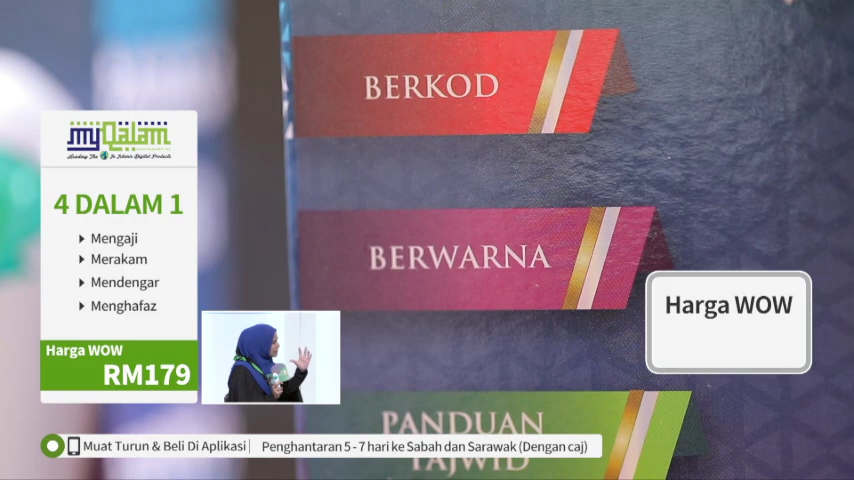 BERKOD
BERWARNA
PANDUAN
TAJWID
myQalam
Leading The In Islamic Digital Products
4 DALAM 1
Mengaji
Merakam
Mendengar
Menghafaz
Harga WOW
RM179
Harga WOW
Muat Turun & Beli Di Aplikasi
Penghantaran 5 - 7 hari ke Sabah dan Sarawak (Dengan caj)